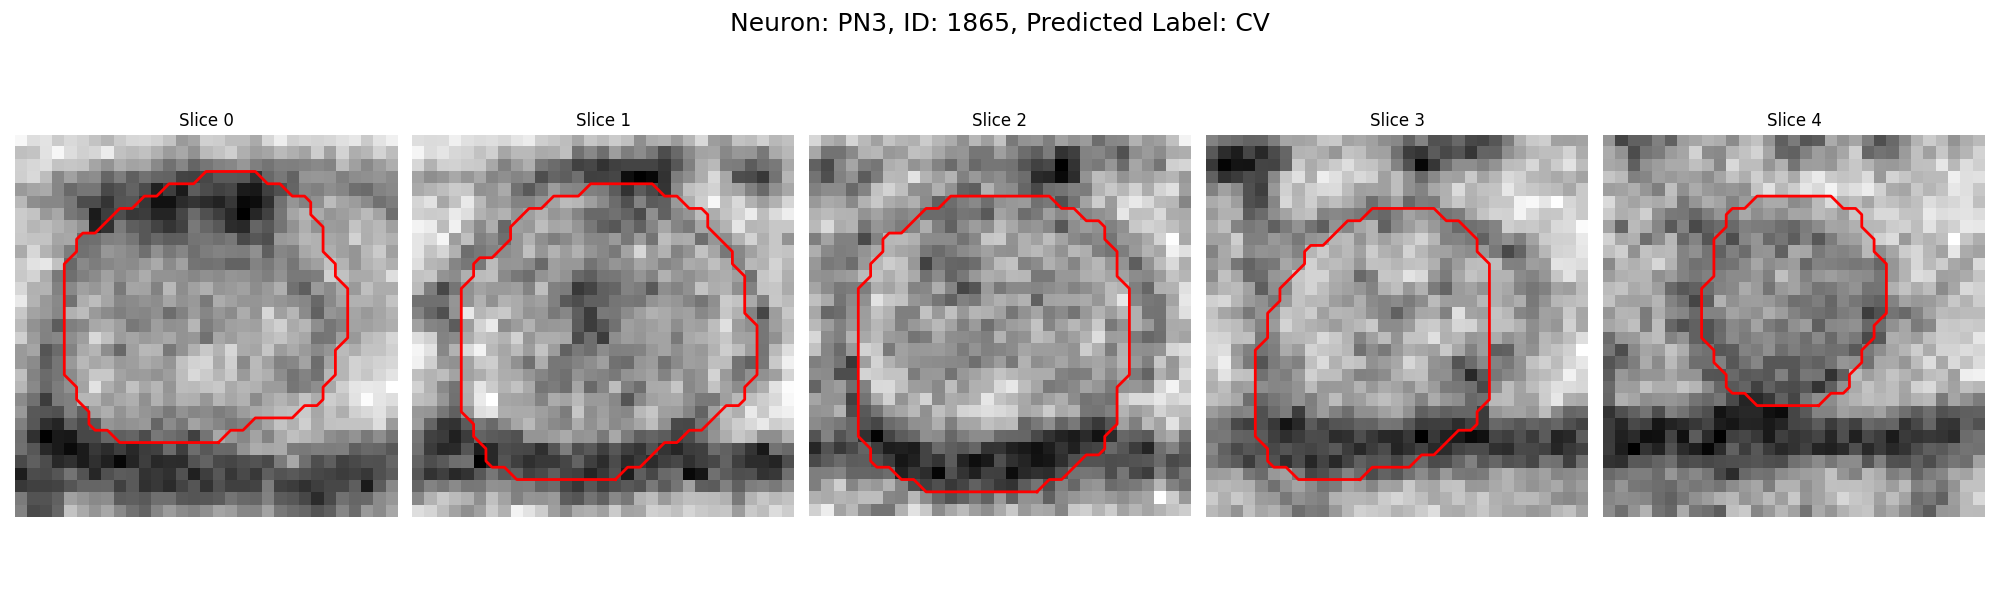 Neuron: PN3, ID: 1865, Predicted Label: CV
Slice 0
Slice 1
Slice 2
Slice 3
Slice 4